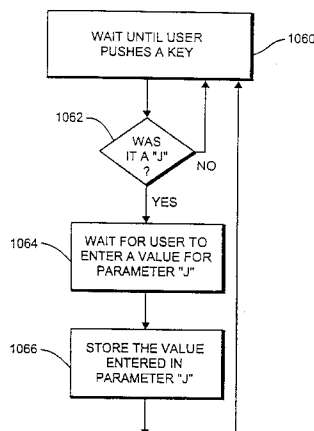 WAIT UNTIL USER
PUSHES A KEY
1060
1062
WAS
IT A "J"
?
NO
YES
1064
WAIT FOR USER TO
ENTER A VALUE FOR
PARAMETER "J"
1066
STORE THE VALUE
ENTERED IN
PARAMETER "J"